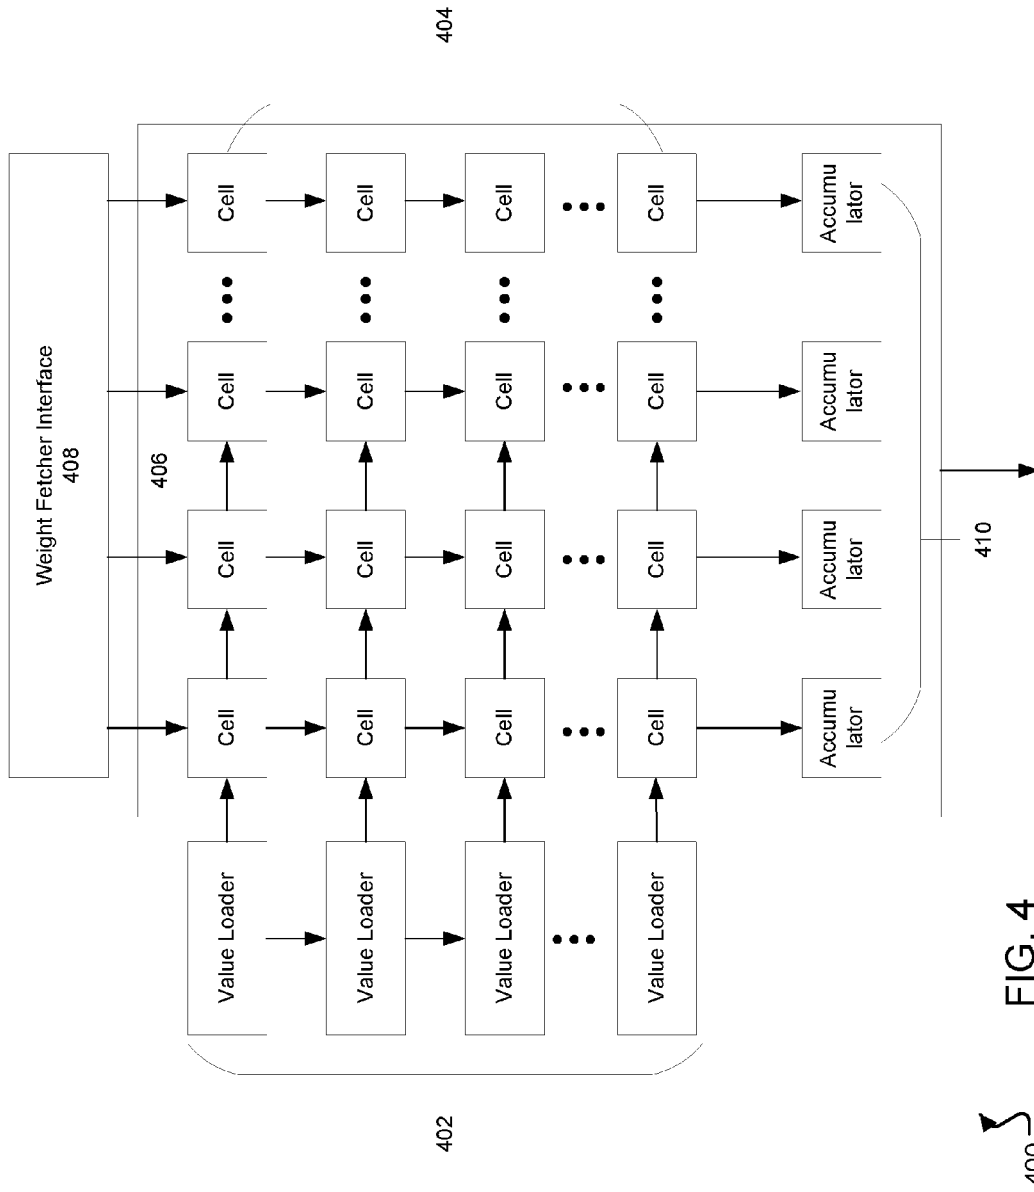 Weight Fetcher Interface
408
406
Value Loader
Cell
Cell
Cell
Cell
Value Loader
Cell
Cell
Cell
Cell
402
404
Value Loader
Cell
Cell
Cell
Cell
Value Loader
Cell
Cell
Cell
Cell
Accumu
lator
Accumu
lator
Accumu
lator
Accumu
lator
410
FIG. 4
400